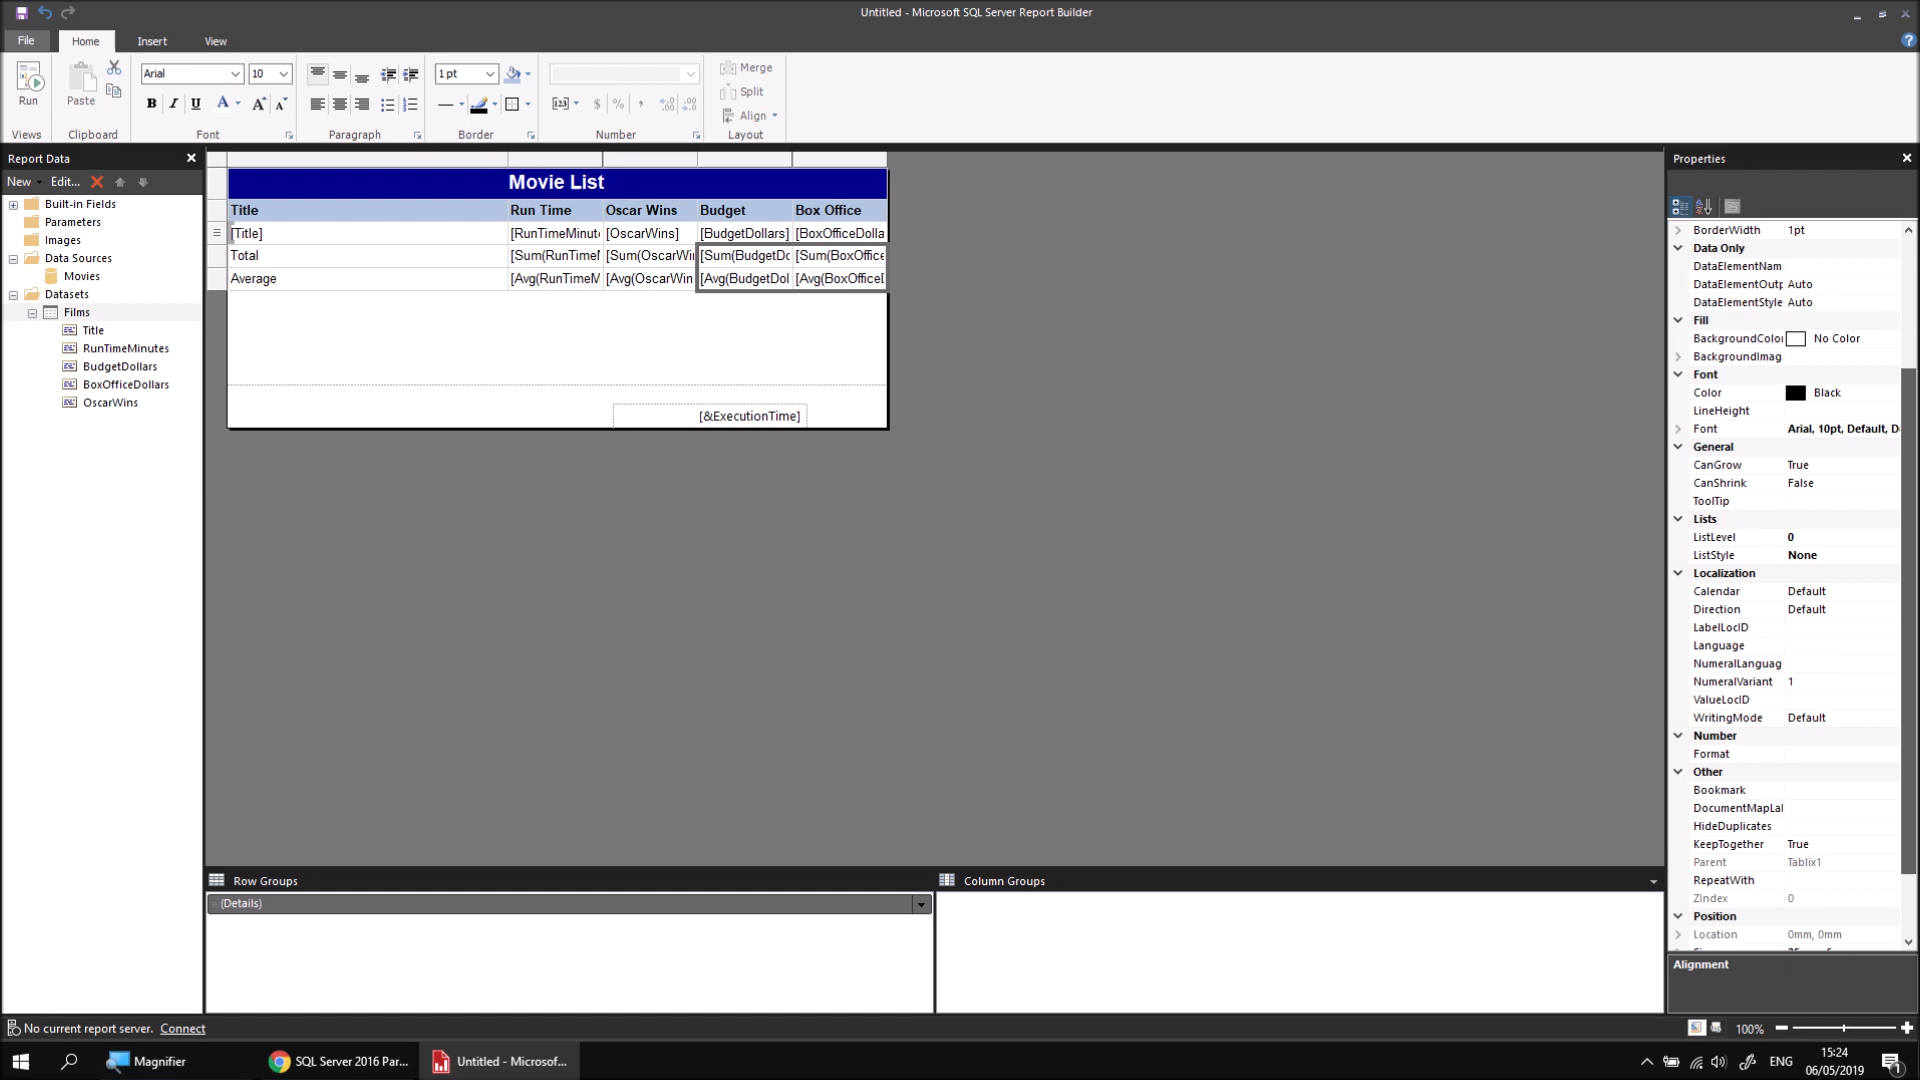 Untitled - Microsoft SQL Server Report Builder
File
Home
Insert
View
Run
Paste
Arial
10
B I U A A A
1 pt
$ % ,
Merge
Split
Align
Views
Clipboard
Font
Paragraph
Border
Number
Layout
Report Data
New
Edit...
Built-in Fields
Parameters
Images
Data Sources
Movies
Datasets
Films
Title
RunTimeMinutes
BudgetDollars
BoxOfficeDollars
OscarWins
Movie List
Title Run Time Oscar Wins Budget Box Office
[Title] [RunTimeMinut [OscarWins] [BudgetDollars] [BoxOfficeDolla
Total [Sum(RunTimeM [Sum(OscarWi [Sum(BudgetDo [Sum(BoxOffice
Average [Avg(RunTimeM [Avg(OscarWin [Avg(BudgetDol [Avg(BoxOffice
[&ExecutionTime]
Row Groups
(Details)
Column Groups
Properties
BorderWidth 1pt
Data Only
DataElementNam
DataElementOutp Auto
DataElementStyle Auto
Fill
BackgroundColor No Color
BackgroundImag
Font
Color Black
LineHeight
Font Arial, 10pt, Default, D
General
CanGrow True
CanShrink False
ToolTip
Lists
ListLevel 0
ListStyle None
Localization
Calendar Default
Direction Default
LabelLocID
Language
NumeralLanguag
NumeralVariant 1
ValueLocID
WritingMode Default
Number
Format
Other
Bookmark
DocumentMapLal
HideDuplicates
KeepTogether True
Parent Tablix1
RepeatWith
ZIndex 0
Position
Location 0mm, 0mm
Alignment
No current report server. Connect
100%
Magnifier
SQL Server 2016 Par...
Untitled - Microsof...
ENG
15:24
06/05/2019
1